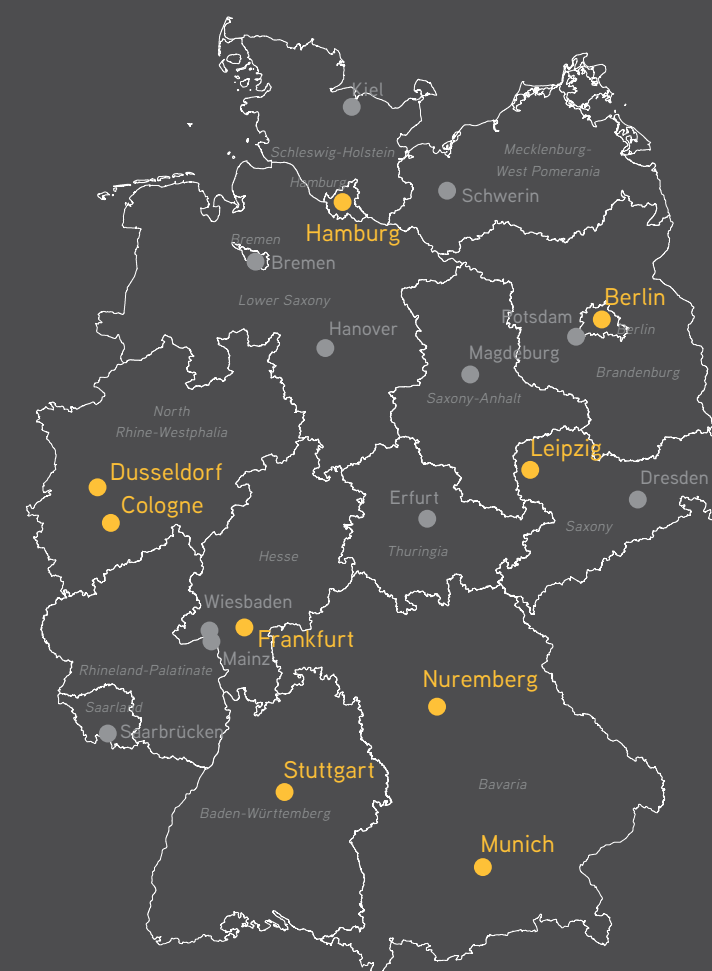 Kiel
Schleswig-Holstein
Mecklenburg-
West Pomerania
Hamburg
Schwerin
Hamburg
Bremen
Bremen
Lower Saxony
Berlin
Potsdam
Berlin
Hanover
Magdeburg
Brandenburg
Saxony-Anhalt
North
Rhine-Westphalia
Leipzig
Dusseldorf
Dresden
Cologne
Erfurt
Saxony
Thuringia
Hesse
Wiesbaden
Frankfurt
Mainz
Rhineland-Palatinate
Nuremberg
Saarland
Saarbrücken
Stuttgart
Bavaria
Baden-Württemberg
Munich